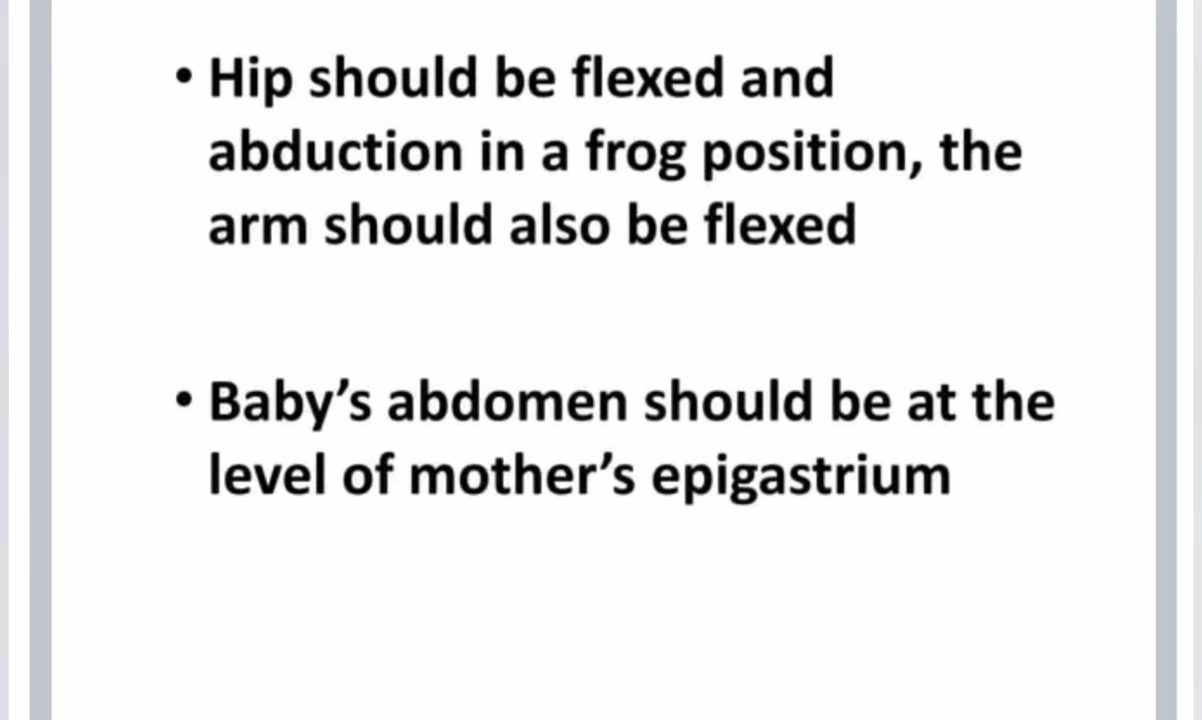 • Hip should be flexed and
abduction in a frog position, the
arm should also be flexed
• Baby’s abdomen should be at the
level of mother’s epigastrium